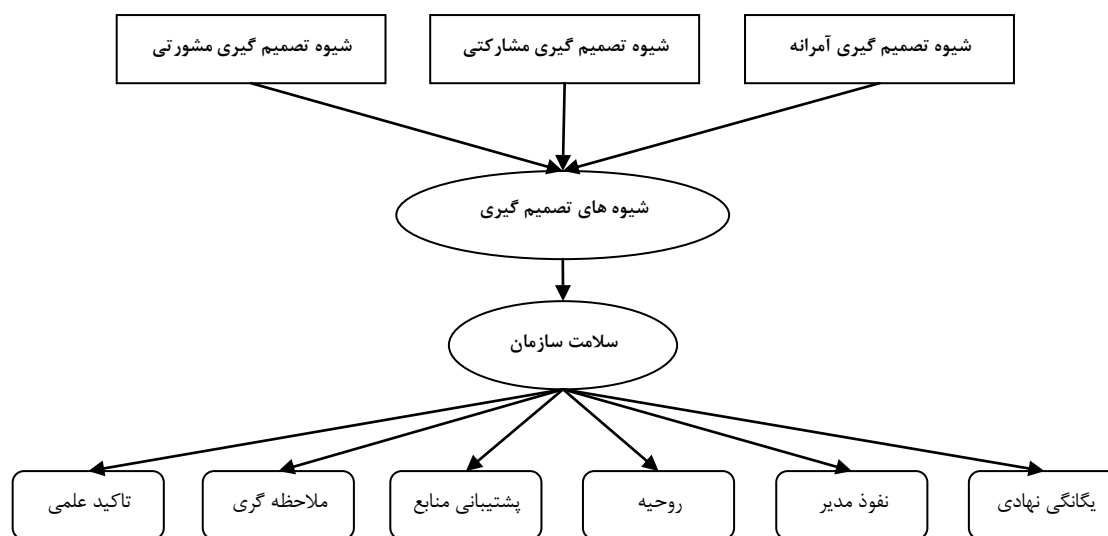 شیوه تصمیم گیری آمرانه
شیوه تصمیم گیری مشارکتی
شیوه تصمیم گیری مشورتی
شیوه های تصمیم گیری
سلامت سازمان
یگانگی نهادی
نفوذ مدیر
روحیه
پشتیبانی منابع
ملاحظه گری
تاکید علمی